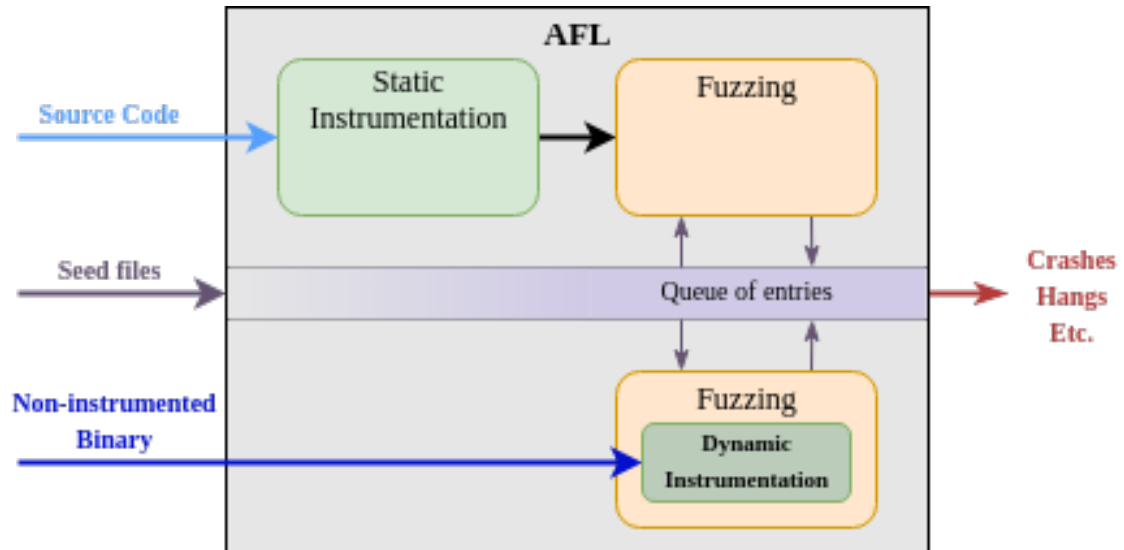 AFL
Static
Instrumentation
Fuzzing
Source Code
Seed files
Queue of entries
Crashes
Hangs
Etc.
Non-instrumented
Binary
Fuzzing
Dynamic
Instrumentation